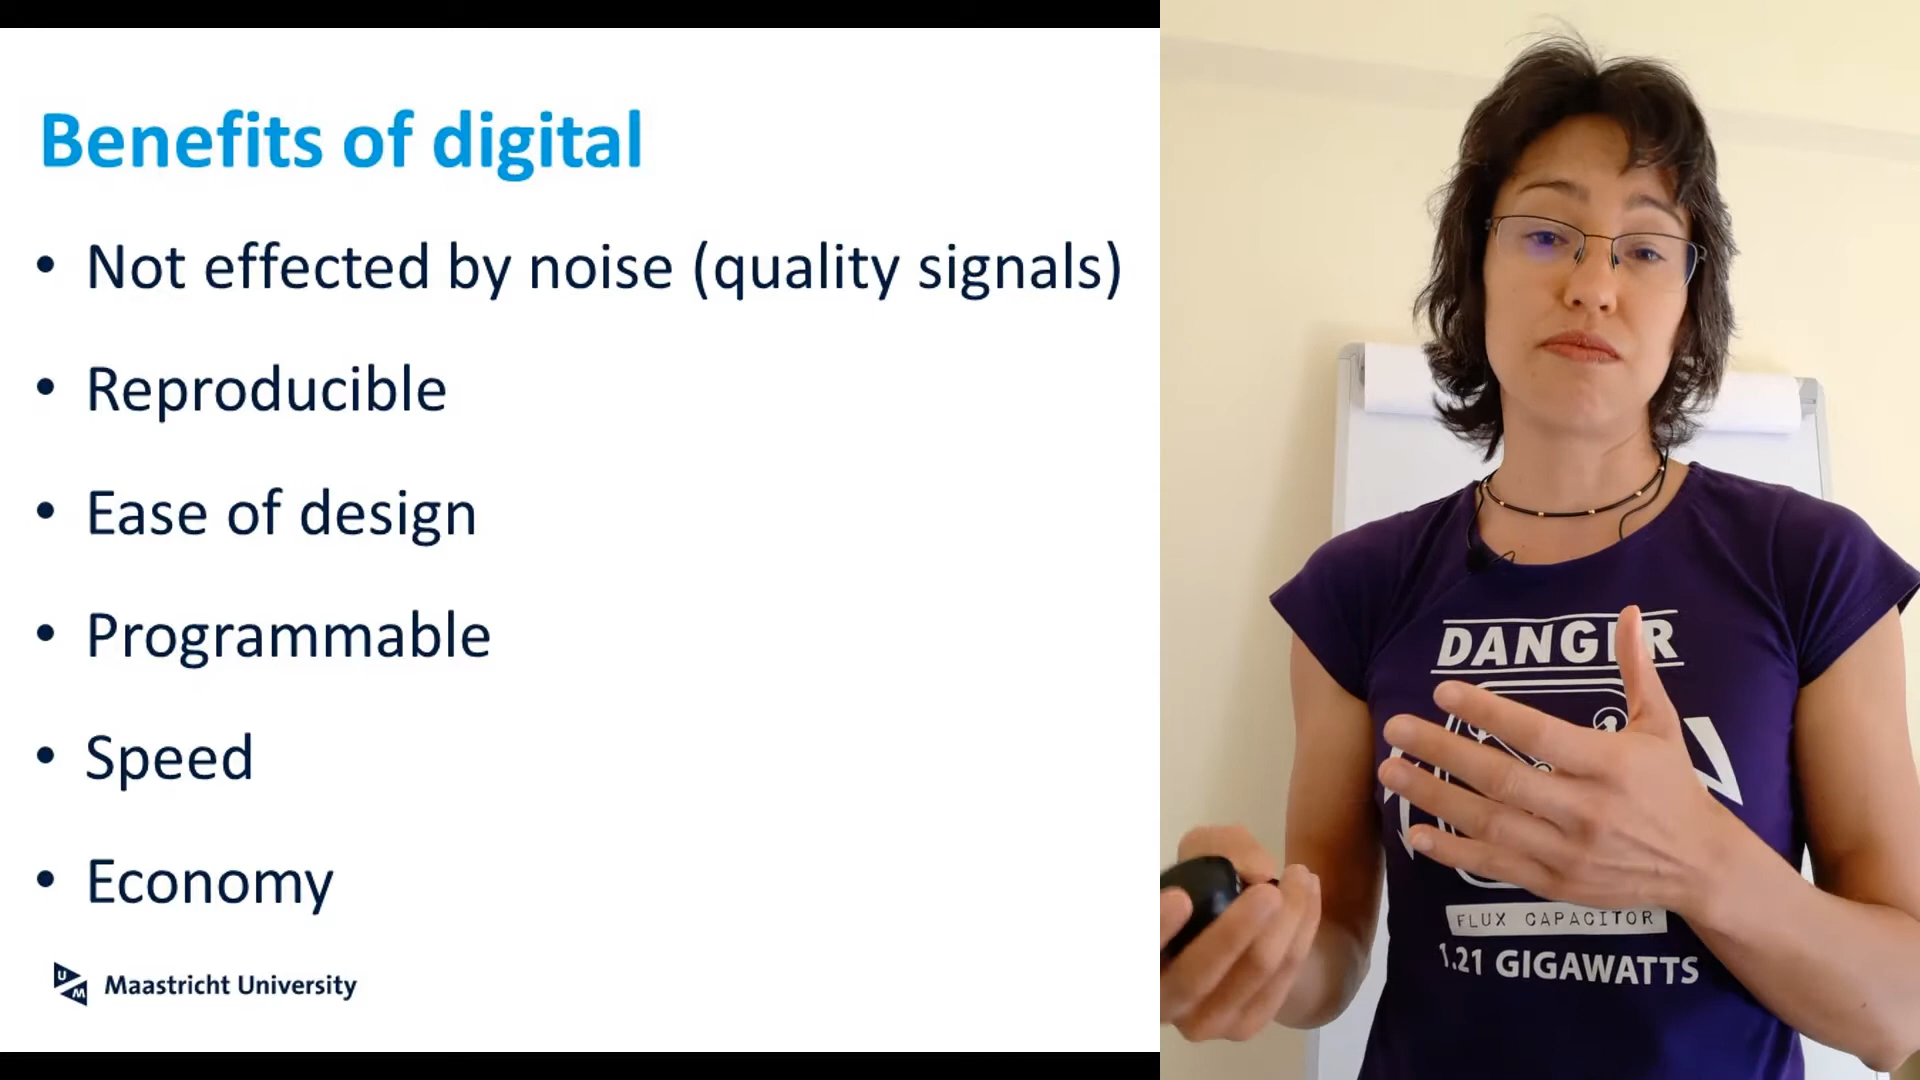 Benefits of digital
• Not effected by noise (quality signals)
• Reproducible
• Ease of design
• Programmable
• Speed
• Economy
UM
Maastricht University
DANGER
FLUX CAPACITOR
1.21 GIGAWATTS